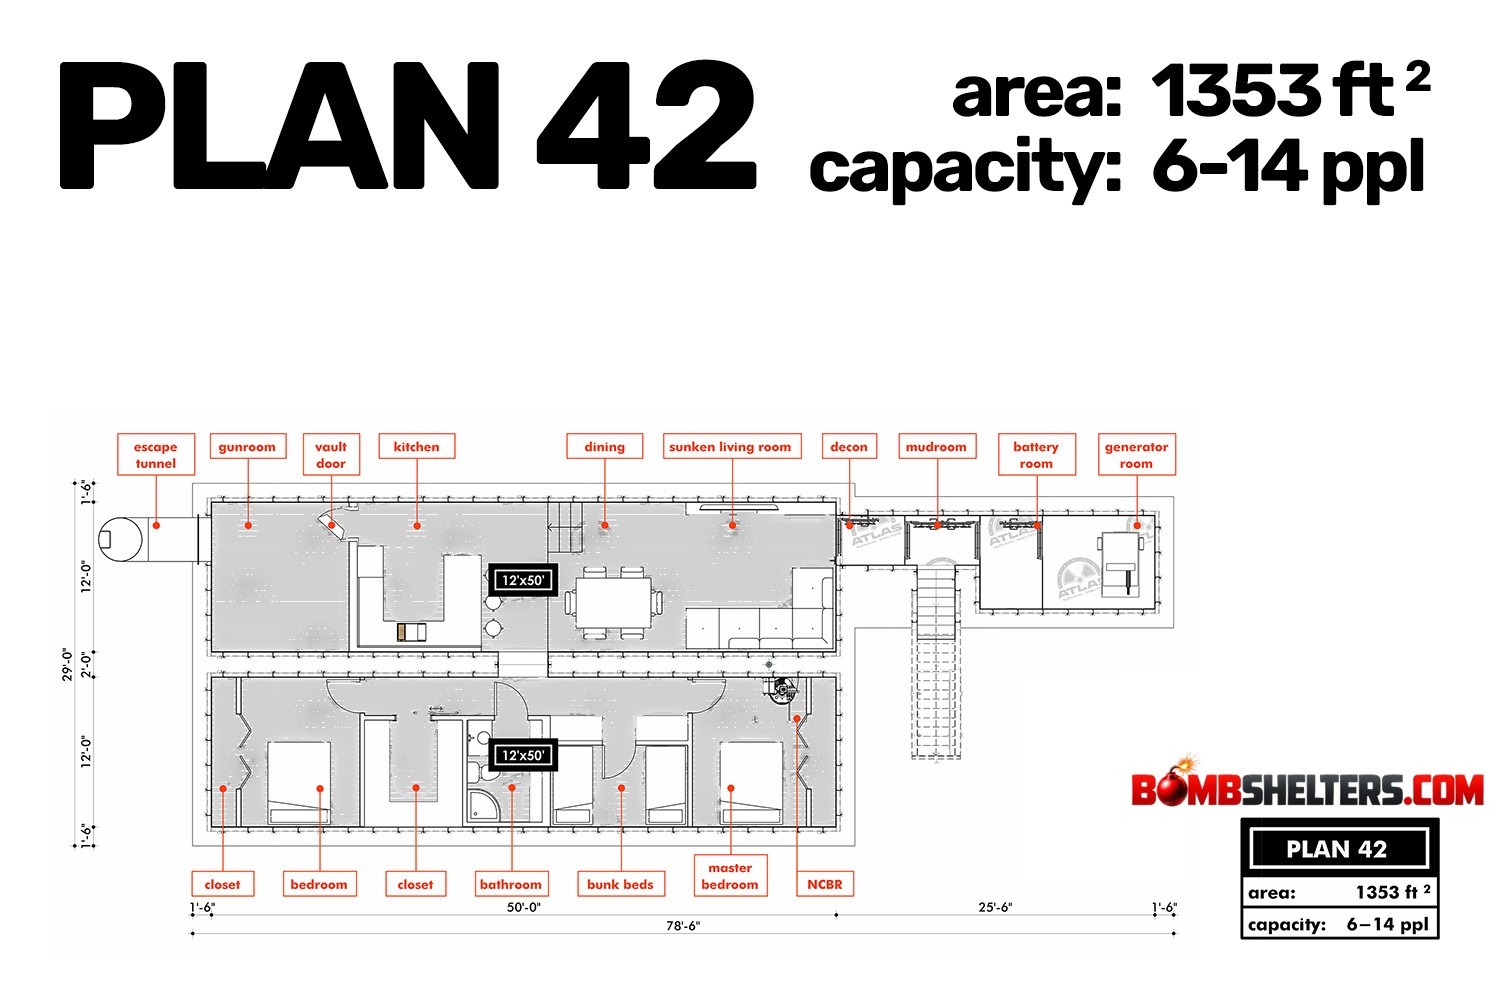 PLAN 42
area: 1353 ft 2
capacity: 6-14 ppl
escape
tunnel
gunroom
vault
door
kitchen
dining
sunken living room
decon
mudroom
battery
room
generator
room
1'-6"
12'-0"
2'-0"
29'-0"
12'-0"
1'-6"
12'x50'
12'x50'
ATLAS
ATLAS
ATLAS
closet
bedroom
closet
bathroom
bunk beds
master
bedroom
NCBR
1'-6"
50'-0"
25'-6"
1'-6"
78'-6"
BOMBSHELTERS.COM
PLAN 42
area: 1353 ft 2
capacity: 6–14 ppl